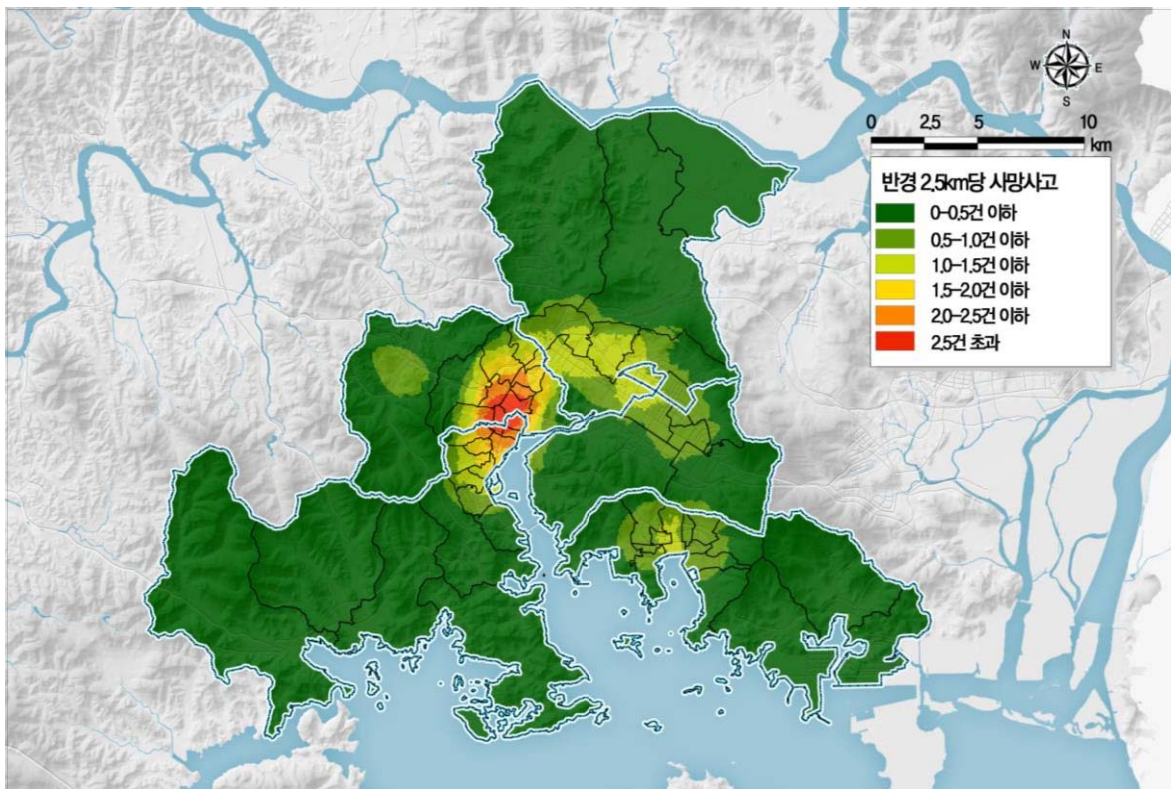 N
W E
S
0 2.5 5 10
km
반경 2.5km당 사망사고
0-0.5건 이하
0.5-1.0건 이하
1.0-1.5건 이하
1.5-2.0건 이하
2.0-2.5건 이하
2.5건 초과